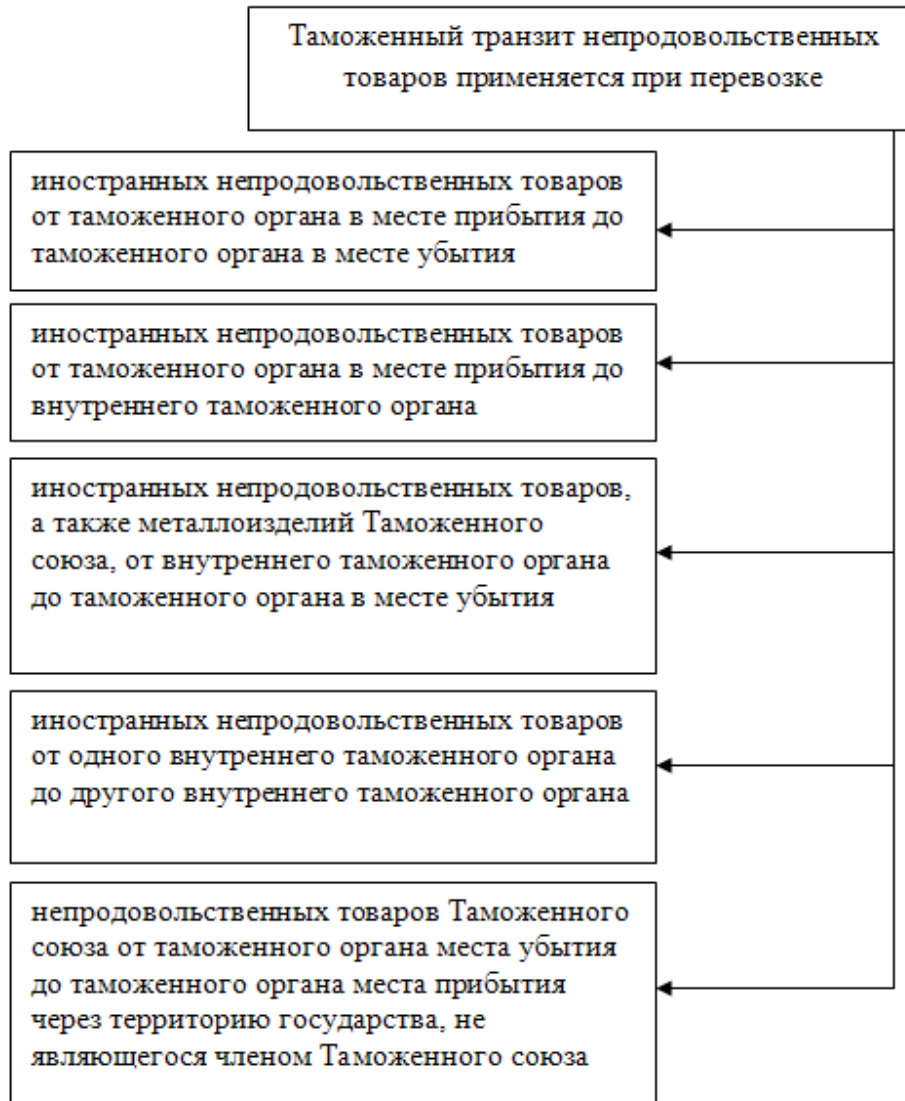 Таможенный транзит непродовольственных
товаров применяется при перевозке
иностранных непродовольственных товаров
от таможенного органа в месте прибытия до
таможенного органа в месте убытия
иностранных непродовольственных товаров
от таможенного органа в месте прибытия до
внутреннего таможенного органа
иностранных непродовольственных товаров,
а также металлоизделий Таможенного
союза, от внутреннего таможенного органа
до таможенного органа в месте убытия
иностранных непродовольственных товаров
от одного внутреннего таможенного органа
до другого внутреннего таможенного органа
непродовольственных товаров Таможенного
союза от таможенного органа места убытия
до таможенного органа места прибытия
через территорию государства, не
являющегося членом Таможенного союза